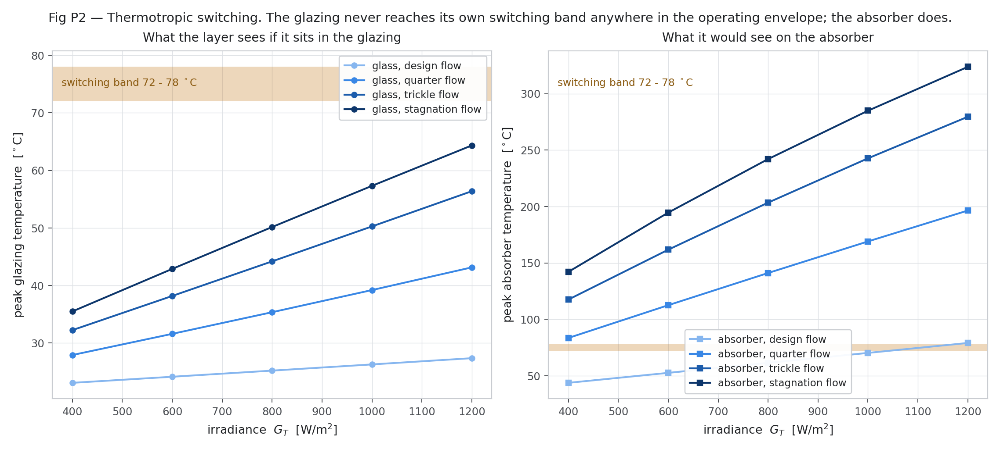 Fig P2 — Thermotropic switching. The glazing never reaches its own switching band anywhere in the operating envelope; the absorber does.
What the layer sees if it sits in the glazing
80
70
60
50
40
30
peak glazing temperature [°C]
switching band 72 - 78 °C
glass, design flow
glass, quarter flow
glass, trickle flow
glass, stagnation flow
400 500 600 700 800 900 1000 1100 1200
irradiance G_T [W/m²]
What it would see on the absorber
300
250
200
150
100
50
peak absorber temperature [°C]
switching band 72 - 78 °C
absorber, design flow
absorber, quarter flow
absorber, trickle flow
absorber, stagnation flow
400 500 600 700 800 900 1000 1100 1200
irradiance G_T [W/m²]